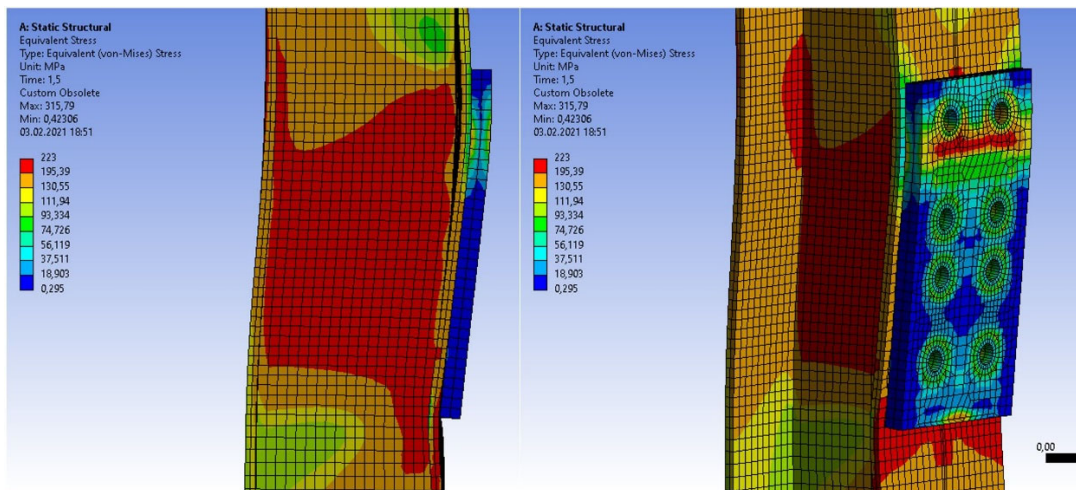 A: Static Structural
Equivalent Stress
Type: Equivalent (von-Mises) Stress
Unit: MPa
Time: 1,5
Custom Obsolete
Max: 315,79
Min: 0,42306
03.02.2021 18:51
223
195,39
130,55
111,94
93,334
74,726
56,119
37,511
18,903
0,295
A: Static Structural
Equivalent Stress
Type: Equivalent (von-Mises) Stress
Unit: MPa
Time: 1,5
Custom Obsolete
Max: 315,79
Min: 0,42306
03.02.2021 18:51
223
195,39
130,55
111,94
93,334
74,726
56,119
37,511
18,903
0,295
0,00